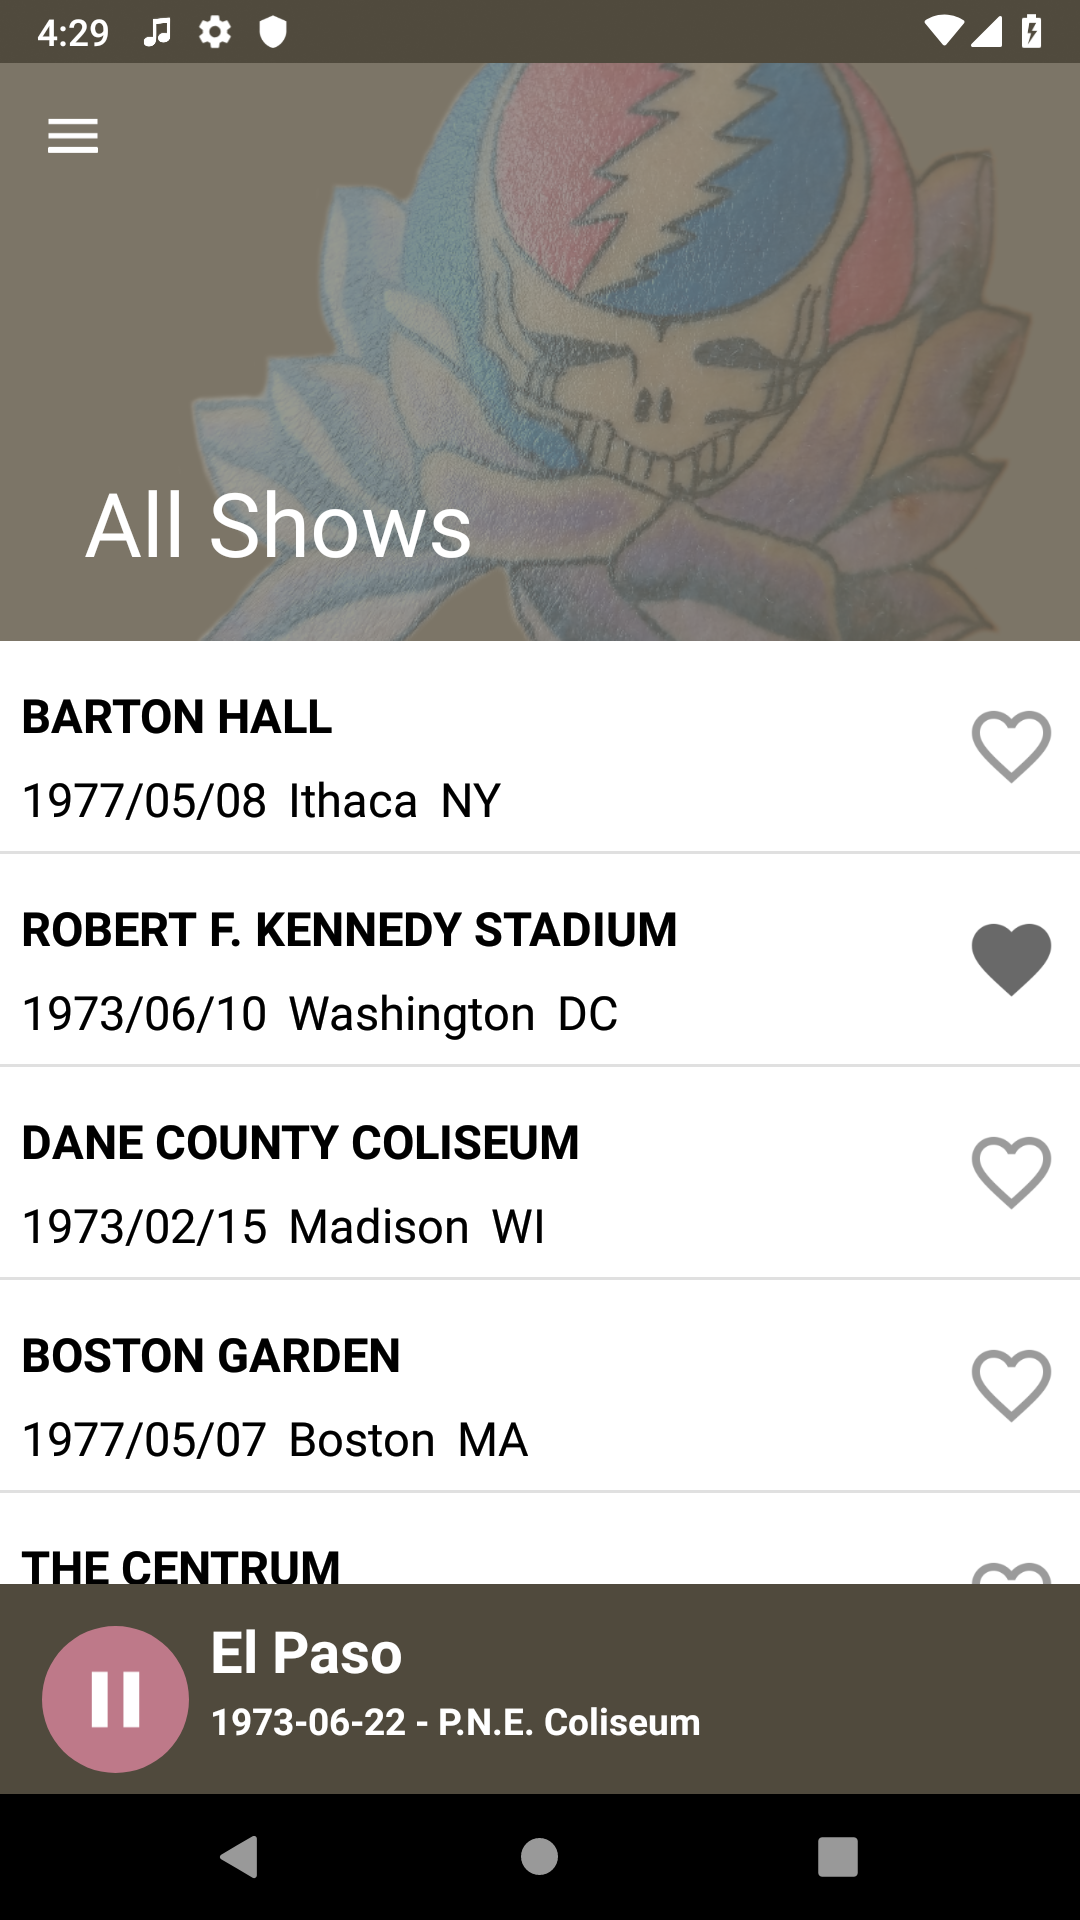 4:29
All Shows
BARTON HALL
1977/05/08 Ithaca NY
ROBERT F. KENNEDY STADIUM
1973/06/10 Washington DC
DANE COUNTY COLISEUM
1973/02/15 Madison WI
BOSTON GARDEN
1977/05/07 Boston MA
THE CENTRUM
El Paso
1973-06-22 - P.N.E. Coliseum